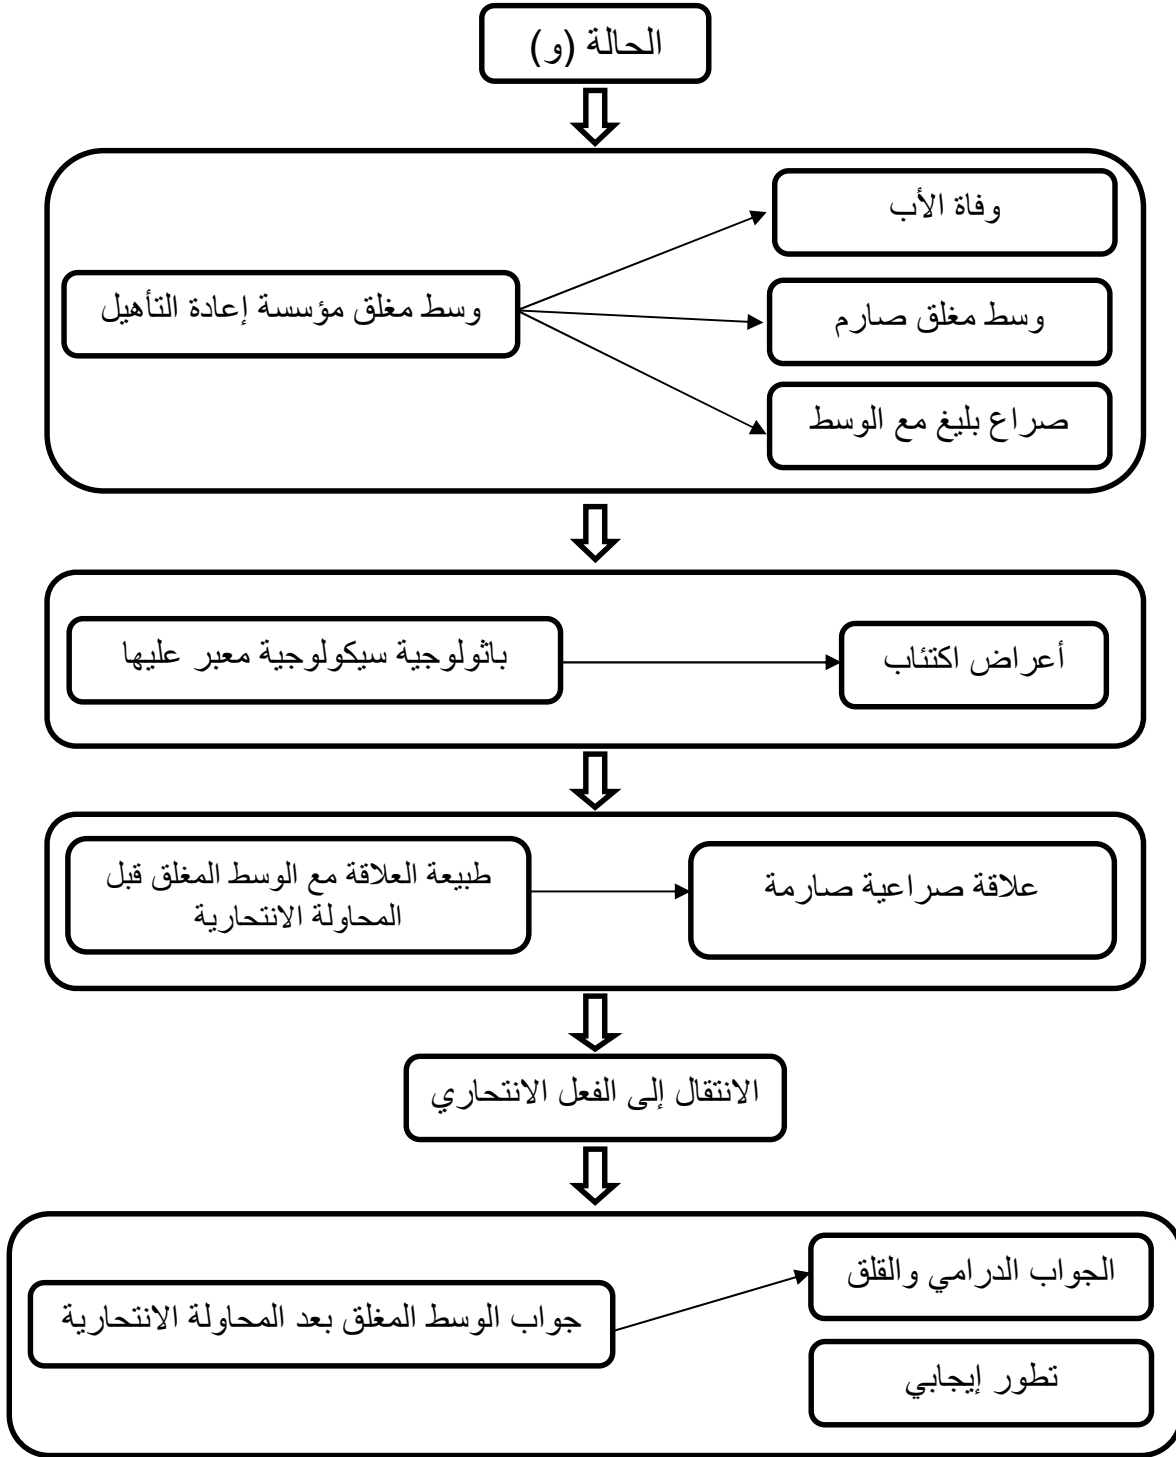 الحالة (و)
وفاة الأب
وسط مغلق مؤسسة إعادة التأهيل
وسط مغلق صارم
صراع بليغ مع الوسط
باثولوجية سيكولوجية معبر عليها
أعراض اكتئاب
طبيعة العلاقة مع الوسط المغلق قبل
المحاولة الانتحارية
علاقة صراعية صارمة
الانتقال إلى الفعل الانتحاري
الجواب الدرامي والقلق
جواب الوسط المغلق بعد المحاولة الانتحارية
تطور إيجابي